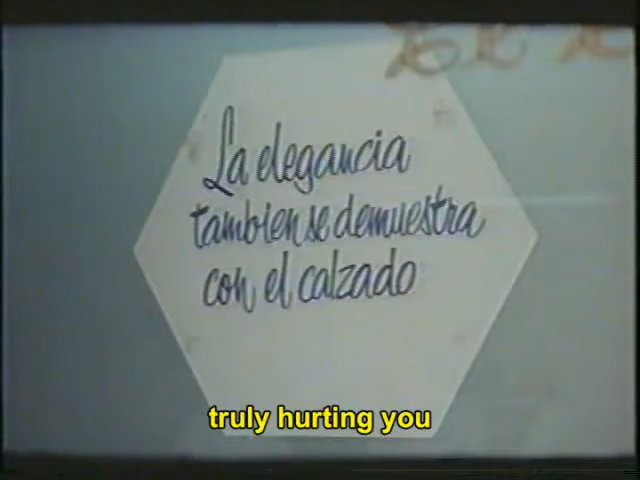 La elegancia
tambien se demuestra
con el calzado
truly hurting you